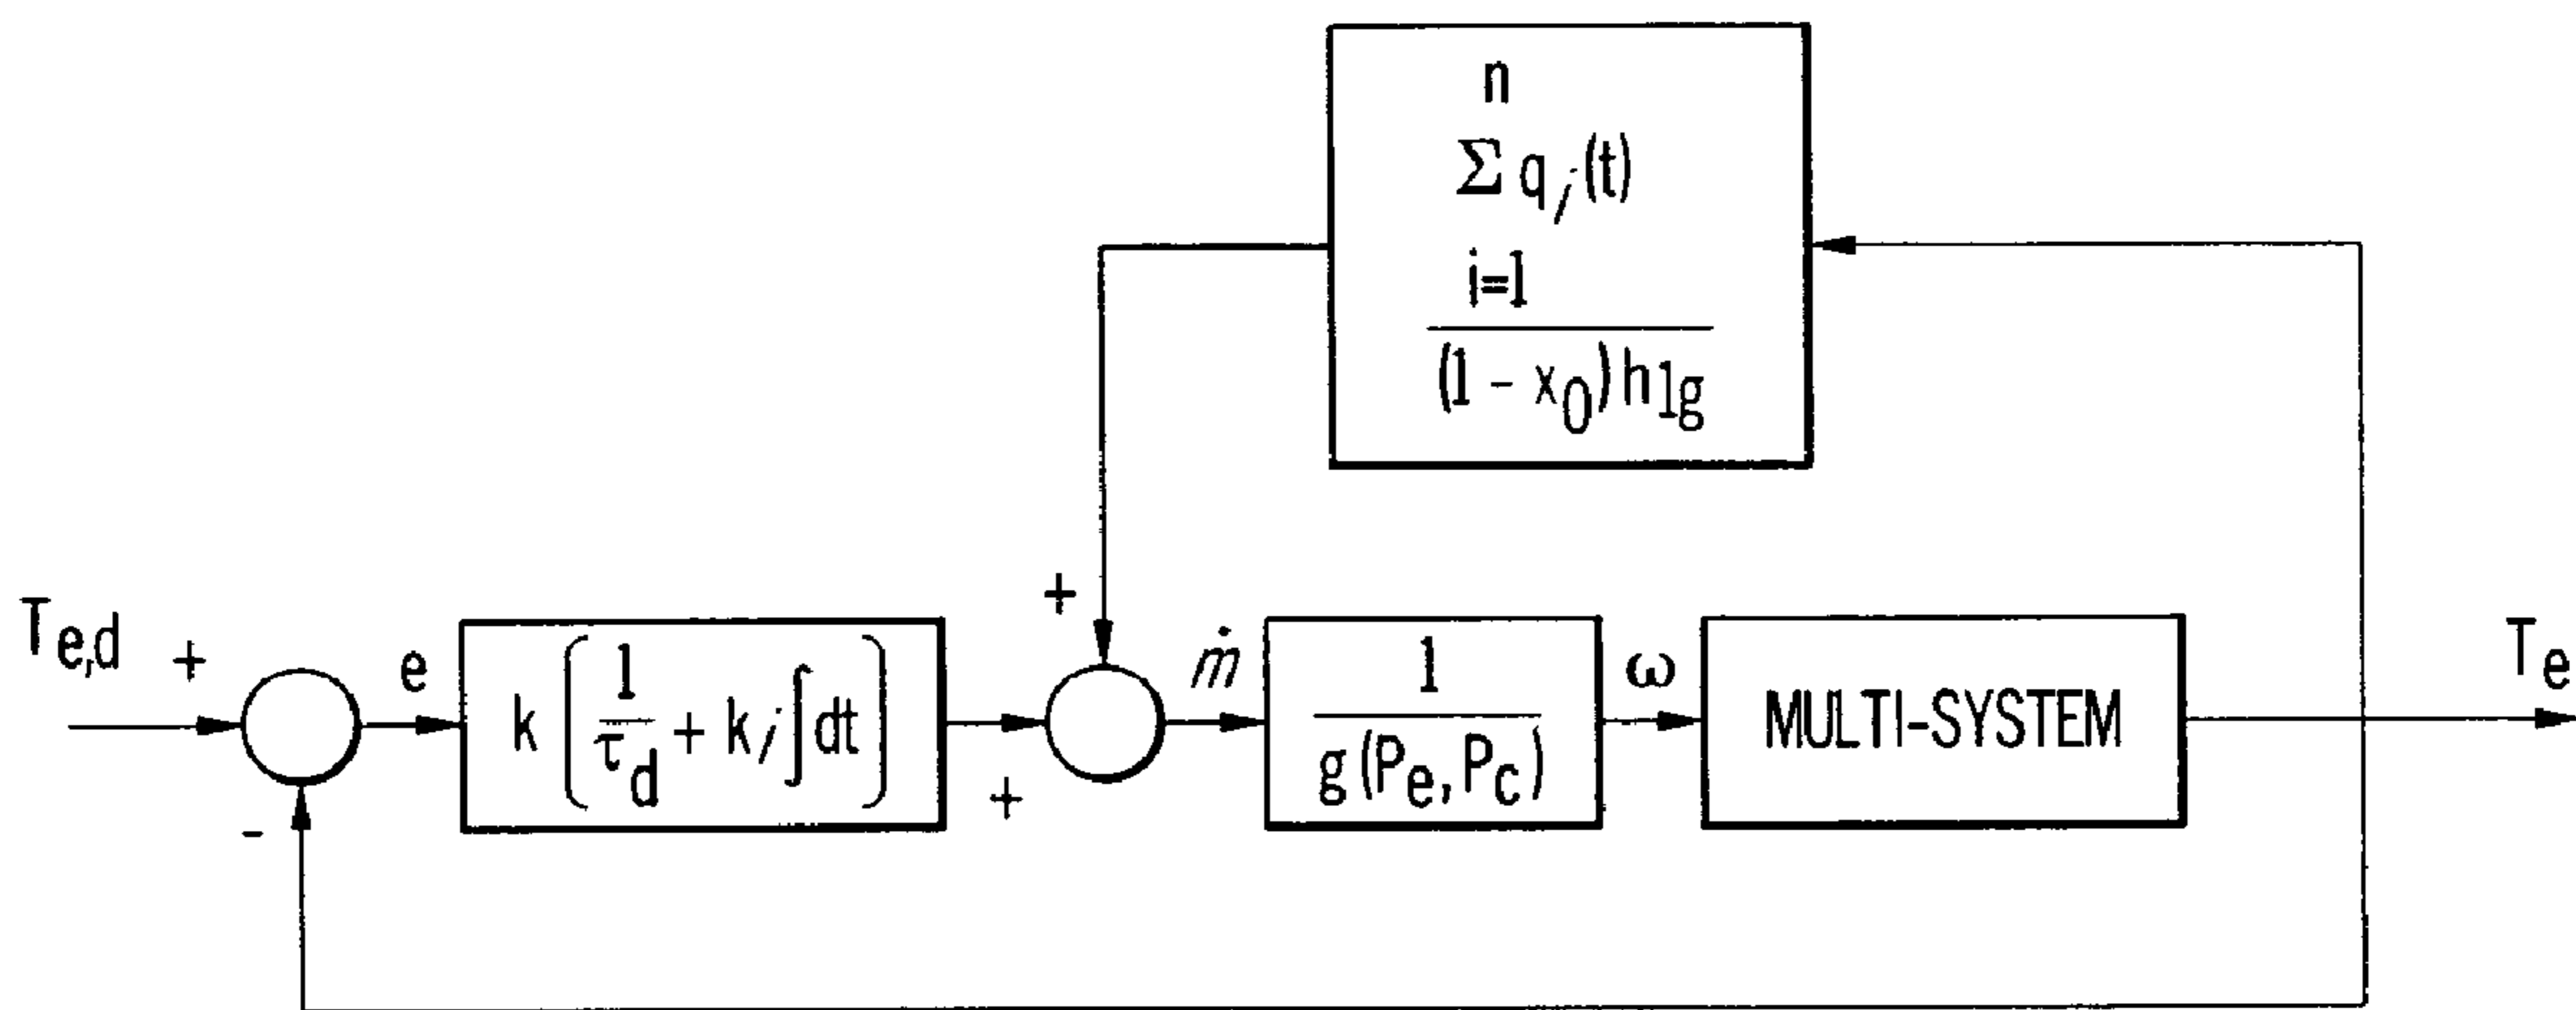 n
Σ q_i(t)
i=1
(1 - x_0) h_1g
T_e,d
+
-
e
k ( 1/τ_d + k_i ∫dt )
+
+
ṁ
1
g(P_e, P_c)
ω
MULTI-SYSTEM
T_e